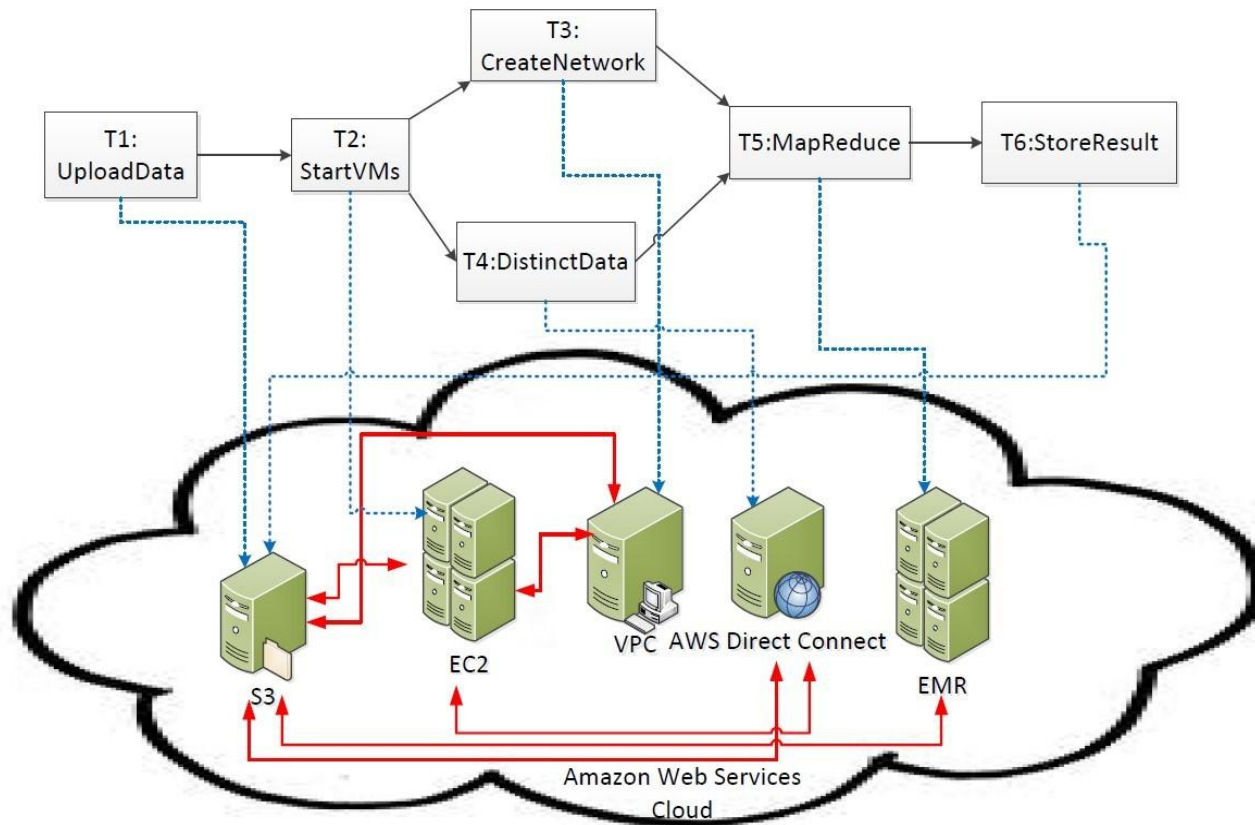 T3:
CreateNetwork
T1:
UploadData
T2:
StartVMs
T5:MapReduce
T6:StoreResult
T4:DistinctData
VPC
AWS Direct Connect
EC2
EMR
S3
Amazon Web Services
Cloud